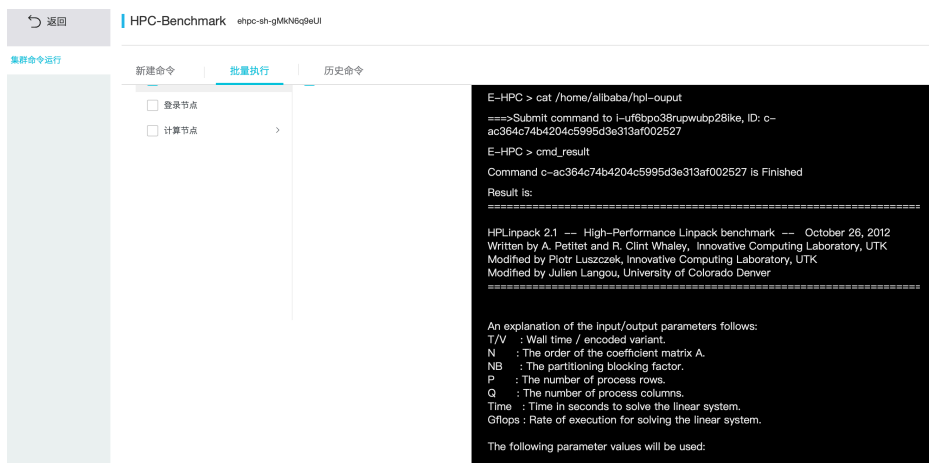 返回
HPC-Benchmark ehpc-sh-gMkN6q9eUI
集群命令运行
新建命令 批量执行 历史命令
登录节点
计算节点 >
E-HPC > cat /home/alibaba/hpl-ouput
===>Submit command to i-uf6bpo38rupwubp28ike, ID: c-
ac364c74b4204c5995d3e313af002527
E-HPC > cmd_result
Command c-ac364c74b4204c5995d3e313af002527 is Finished
Result is:
====================================================================
HPLinpack 2.1 -- High-Performance Linpack benchmark -- October 26, 2012
Written by A. Petitet and R. Clint Whaley, Innovative Computing Laboratory, UTK
Modified by Piotr Luszczek, Innovative Computing Laboratory, UTK
Modified by Julien Langou, University of Colorado Denver
====================================================================
An explanation of the input/output parameters follows:
T/V : Wall time / encoded variant.
N : The order of the coefficient matrix A.
NB : The partitioning blocking factor.
P : The number of process rows.
Q : The number of process columns.
Time : Time in seconds to solve the linear system.
Gflops : Rate of execution for solving the linear system.
The following parameter values will be used: